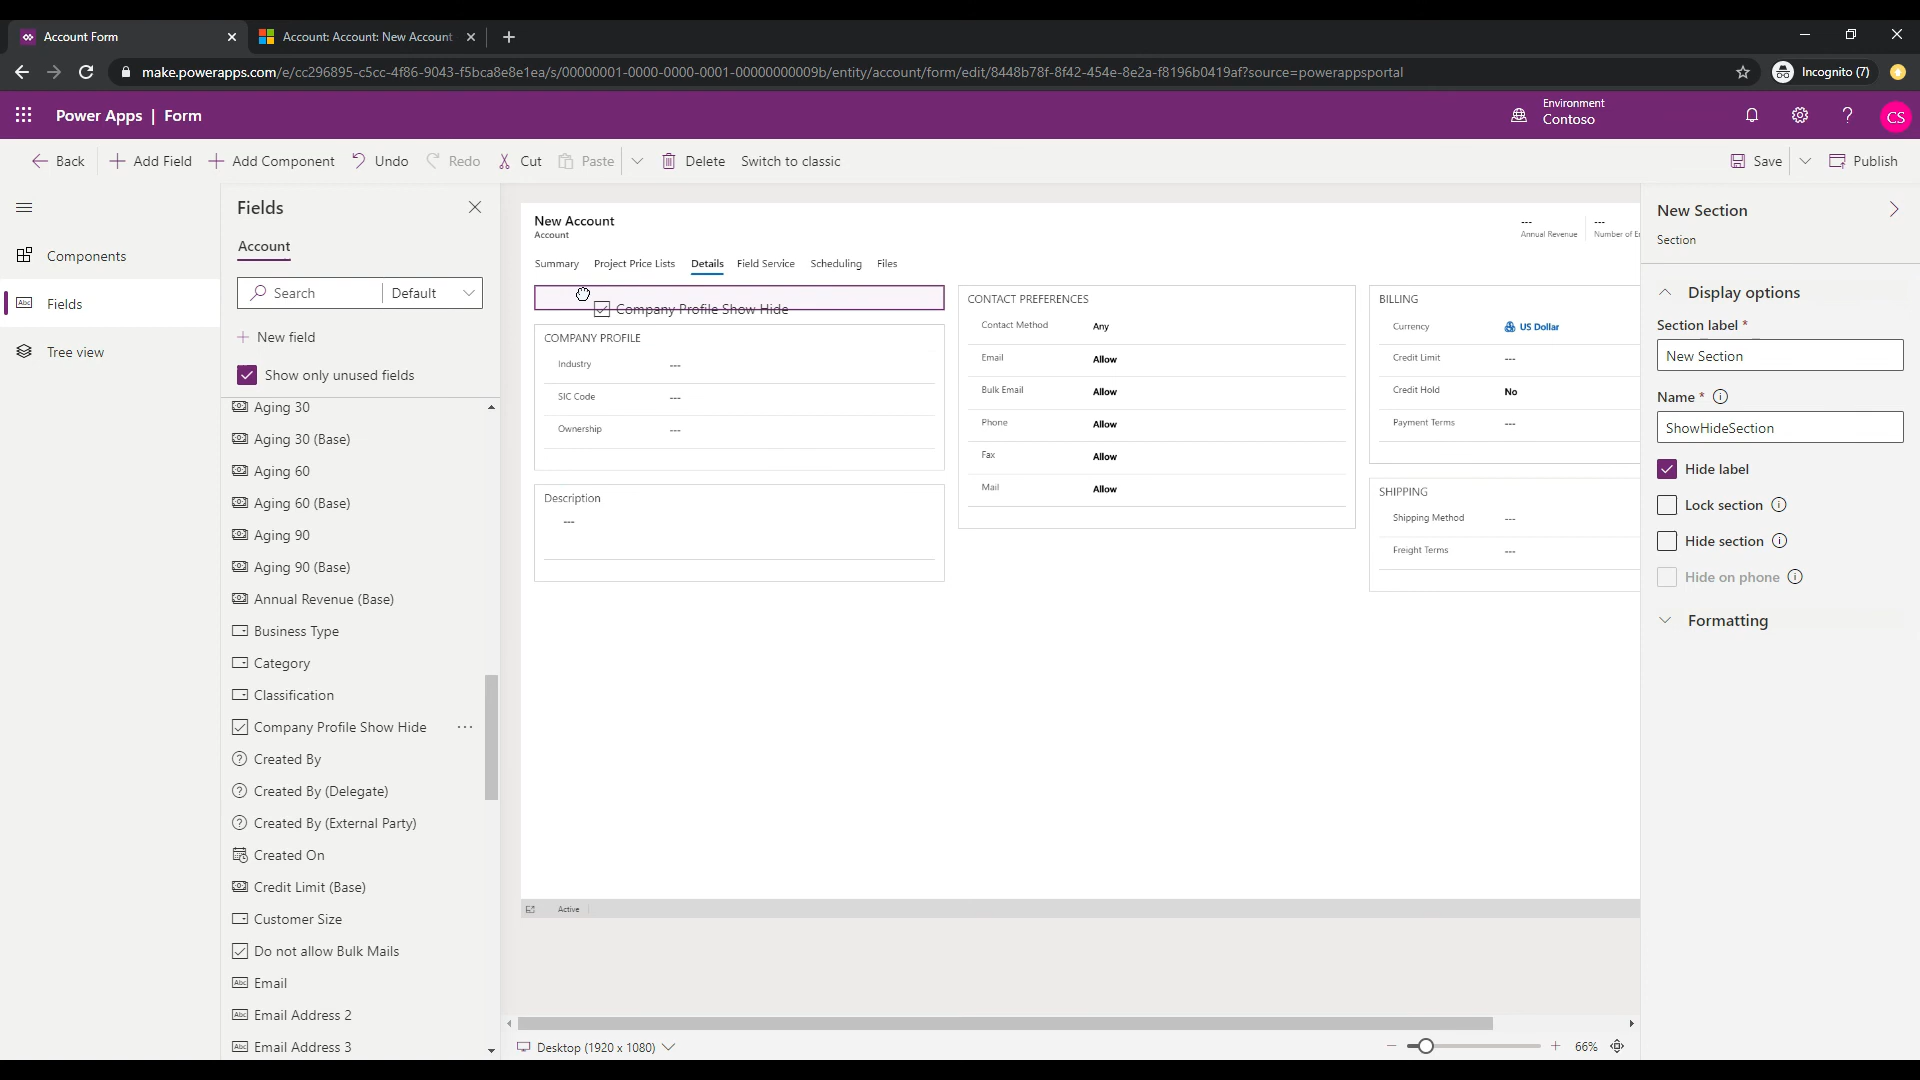 Account Form
Account: Account: New Account
make.powerapps.com/e/cc296895-c5cc-4f86-9043-f5bca8e8e1ea/s/00000001-0000-0000-0001-00000000009b/entity/account/form/edit/8448b78f-8f42-454e-8e2a-f8196b0419af?source=powerappsportal
Incognito (7)
Power Apps | Form
Environment
Contoso
CS
Back
Add Field
Add Component
Undo
Redo
Cut
Paste
Delete
Switch to classic
Save
Publish
Components
Fields
Tree view
Fields
Account
Search
Default
New field
Show only unused fields
Aging 30
Aging 30 (Base)
Aging 60
Aging 60 (Base)
Aging 90
Aging 90 (Base)
Annual Revenue (Base)
Business Type
Category
Classification
Company Profile Show Hide
Created By
Created By (Delegate)
Created By (External Party)
Created On
Credit Limit (Base)
Customer Size
Do not allow Bulk Mails
Email
Email Address 2
Email Address 3
New Account
Account
---
Annual Revenue
---
Number of E
Summary
Project Price Lists
Details
Field Service
Scheduling
Files
Company Profile Show Hide
COMPANY PROFILE
Industry ---
SIC Code ---
Ownership ---
Description
---
CONTACT PREFERENCES
Contact Method Any
Email Allow
Bulk Email Allow
Phone Allow
Fax Allow
Mail Allow
BILLING
Currency US Dollar
Credit Limit ---
Credit Hold No
Payment Terms ---
SHIPPING
Shipping Method ---
Freight Terms ---
Active
Desktop (1920 x 1080)
66%
New Section
Section
Display options
Section label *
New Section
Name *
ShowHideSection
Hide label
Lock section
Hide section
Hide on phone
Formatting